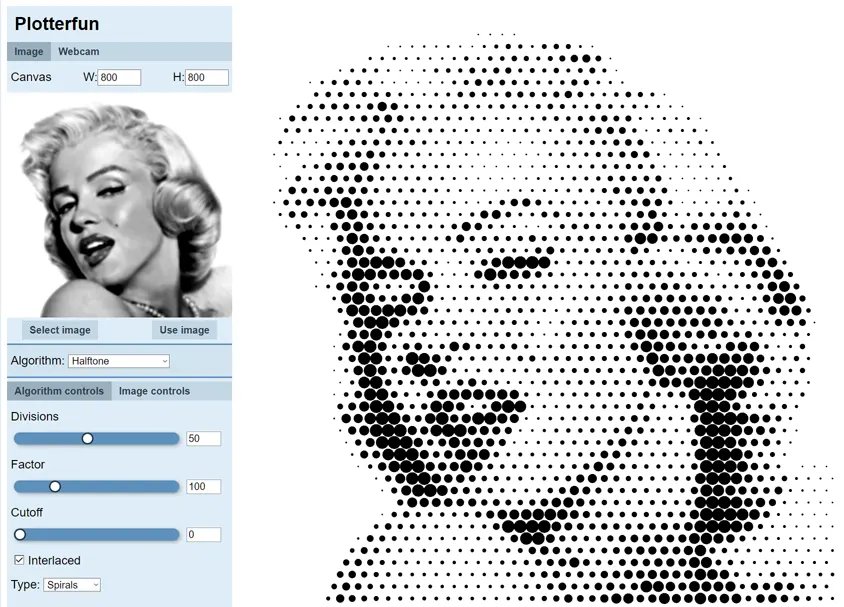 Plotterfun
Image Webcam
Canvas W: 800 H: 800
Select image Use image
Algorithm: Halftone
Algorithm controls Image controls
Divisions
50
Factor
100
Cutoff
0
Interlaced
Type: Spirals